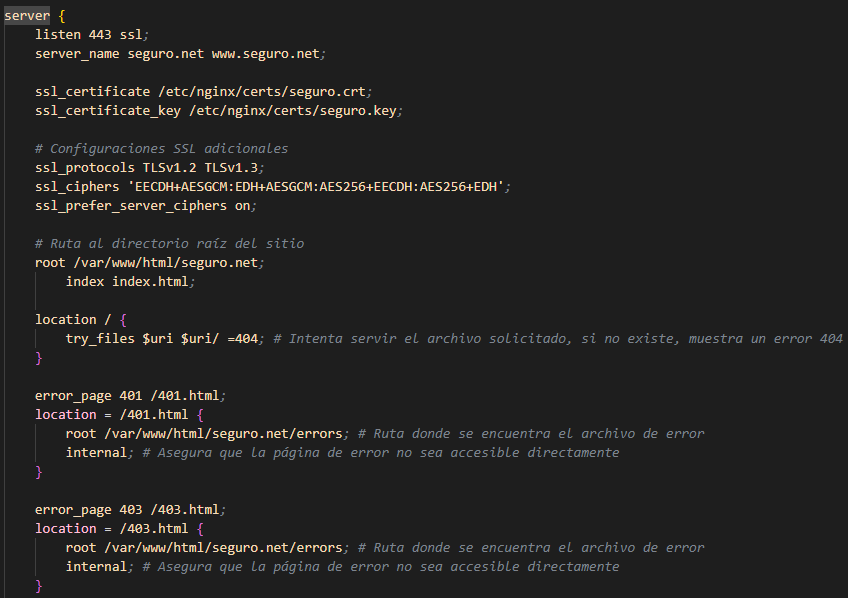 server {
listen 443 ssl;
server_name seguro.net www.seguro.net;
ssl_certificate /etc/nginx/certs/seguro.crt;
ssl_certificate_key /etc/nginx/certs/seguro.key;
# Configuraciones SSL adicionales
ssl_protocols TLSv1.2 TLSv1.3;
ssl_ciphers 'EECDH+AESGCM:EDH+AESGCM:AES256+EECDH:AES256+EDH';
ssl_prefer_server_ciphers on;
# Ruta al directorio raíz del sitio
root /var/www/html/seguro.net;
index index.html;
location / {
try_files $uri $uri/ =404; # Intenta servir el archivo solicitado, si no existe, muestra un error 404
}
error_page 401 /401.html;
location = /401.html {
root /var/www/html/seguro.net/errors; # Ruta donde se encuentra el archivo de error
internal; # Asegura que la página de error no sea accesible directamente
}
error_page 403 /403.html;
location = /403.html {
root /var/www/html/seguro.net/errors; # Ruta donde se encuentra el archivo de error
internal; # Asegura que la página de error no sea accesible directamente
}